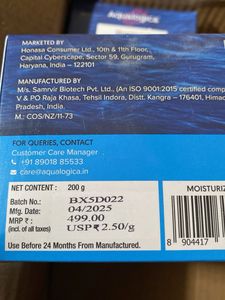 Aqualogica
MARKETED BY
Honasa Consumer Ltd., 10th & 11th Floor,
Capital Cyberscape, Sector 59, Gurugram,
Haryana, India – 122101
MANUFACTURED BY
M/s. Samrvir Biotech Pvt. Ltd., (An ISO 9001:2015 certified comp
V & PO Raja Khasa, Tehsil Indora, Distt. Kangra – 176401, Himac
Pradesh, India.
M: COS/NZ/11-73
FOR QUERIES, CONTACT
Customer Care Manager
+91 89018 85533
care@aqualogica.in
NET CONTENT : 200 g
Batch No.: BX5D022
Mfg. Date: 04/2025
M.R.P. ₹ 499.00
(incl. of all taxes) USP₹ 2.50/g
Use Before 24 Months From Manufactured.
MOISTURIZ
8 904417